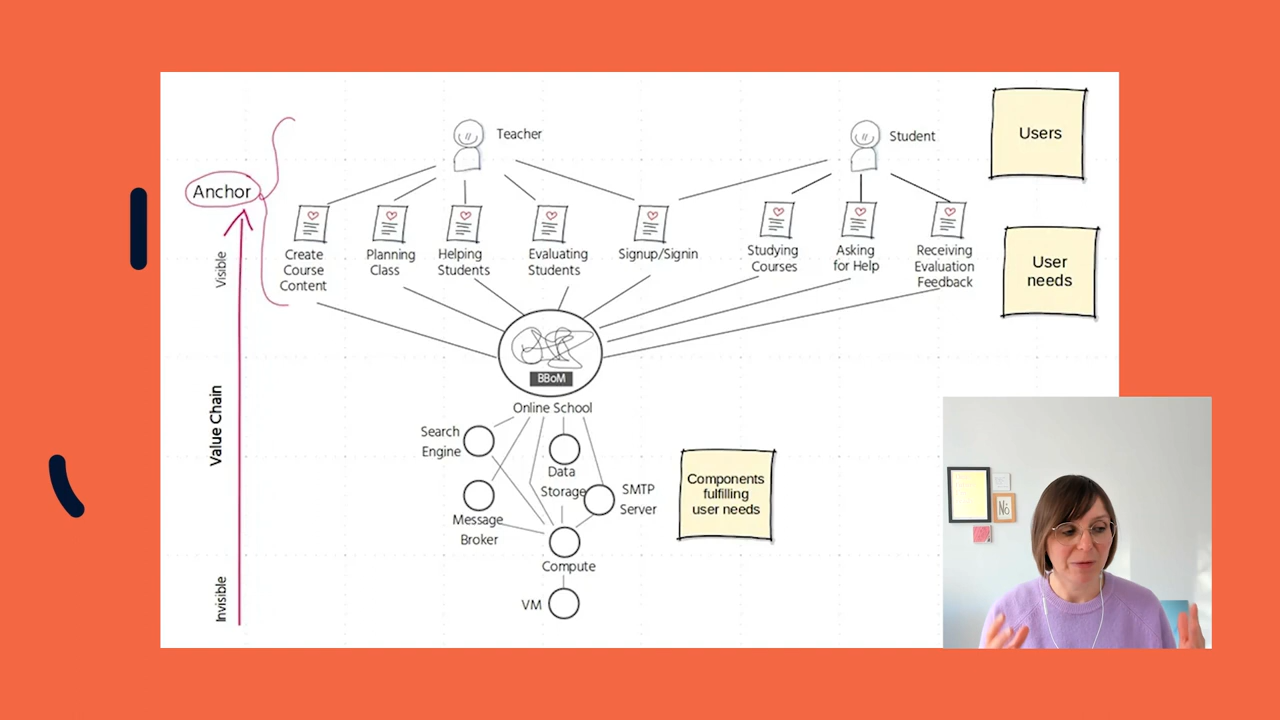 Teacher
Student
Users
Anchor
Create
Course
Content
Planning
Class
Helping
Students
Evaluating
Students
Signup/Signin
Studying
Courses
Asking
for Help
Receiving
Evaluation
Feedback
User
needs
Visible
BBoM
Online School
Value Chain
Search
Engine
Data
Storage
Message
Broker
SMTP
Server
Components
fulfilling
user needs
Compute
VM
Invisible
No